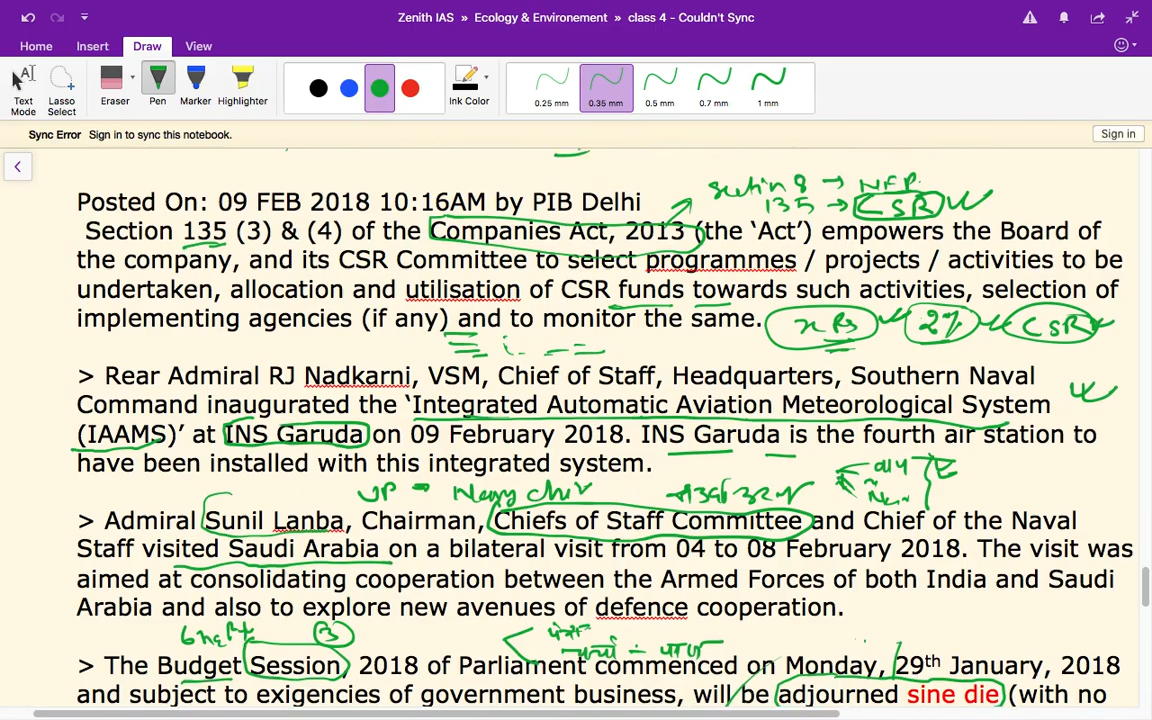 Zenith IAS » Ecology & Environement » class 4 - Couldn't Sync
Home Insert Draw View
Text Mode
Lasso Select
Eraser
Pen
Marker
Highlighter
Ink Color
0.25 mm
0.35 mm
0.5 mm
0.7 mm
1 mm
Sync Error Sign in to sync this notebook.
Sign in
section 8 → NFP
Posted On: 09 FEB 2018 10:16AM by PIB Delhi
135 → CSR
Section 135 (3) & (4) of the Companies Act, 2013 (the ‘Act’) empowers the Board of
the company, and its CSR Committee to select programmes / projects / activities to be
undertaken, allocation and utilisation of CSR funds towards such activities, selection of
implementing agencies (if any) and to monitor the same.
2% CSR
> Rear Admiral RJ Nadkarni, VSM, Chief of Staff, Headquarters, Southern Naval
Command inaugurated the ‘Integrated Automatic Aviation Meteorological System
(IAAMS)’ at INS Garuda on 09 February 2018. INS Garuda is the fourth air station to
have been installed with this integrated system.
> Admiral Sunil Lanba, Chairman, Chiefs of Staff Committee and Chief of the Naval
Staff visited Saudi Arabia on a bilateral visit from 04 to 08 February 2018. The visit was
aimed at consolidating cooperation between the Armed Forces of both India and Saudi
Arabia and also to explore new avenues of defence cooperation.
> The Budget Session, 2018 of Parliament commenced on Monday, 29th January, 2018
and subject to exigencies of government business, will be adjourned sine die (with no